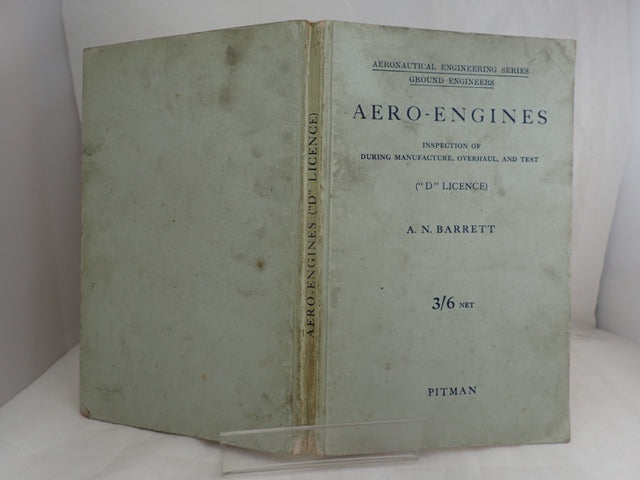 AERO-ENGINES ("D" LICENCE)
AERONAUTICAL ENGINEERING SERIES
GROUND ENGINEERS
AERO-ENGINES
INSPECTION OF
DURING MANUFACTURE, OVERHAUL, AND TEST
("D" LICENCE)
A. N. BARRETT
3/6 NET
PITMAN